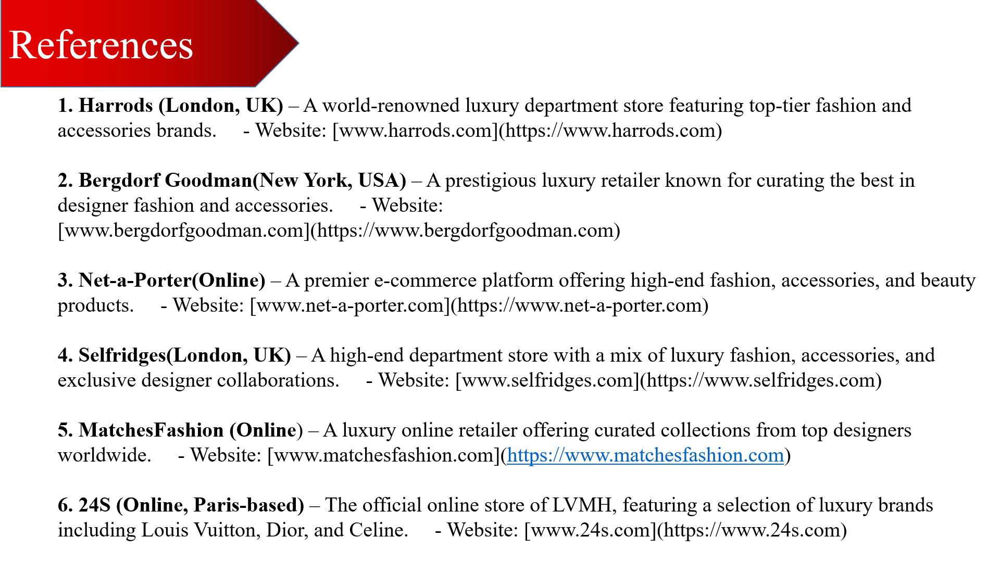 References
1. Harrods (London, UK) – A world-renowned luxury department store featuring top-tier fashion and
accessories brands.     - Website: [www.harrods.com](https://www.harrods.com)
2. Bergdorf Goodman(New York, USA) – A prestigious luxury retailer known for curating the best in
designer fashion and accessories.     - Website:
[www.bergdorfgoodman.com](https://www.bergdorfgoodman.com)
3. Net-a-Porter(Online) – A premier e-commerce platform offering high-end fashion, accessories, and beauty
products.     - Website: [www.net-a-porter.com](https://www.net-a-porter.com)
4. Selfridges(London, UK) – A high-end department store with a mix of luxury fashion, accessories, and
exclusive designer collaborations.     - Website: [www.selfridges.com](https://www.selfridges.com)
5. MatchesFashion (Online) – A luxury online retailer offering curated collections from top designers
worldwide.     - Website: [www.matchesfashion.com](https://www.matchesfashion.com)
6. 24S (Online, Paris-based) – The official online store of LVMH, featuring a selection of luxury brands
including Louis Vuitton, Dior, and Celine.     - Website: [www.24s.com](https://www.24s.com)